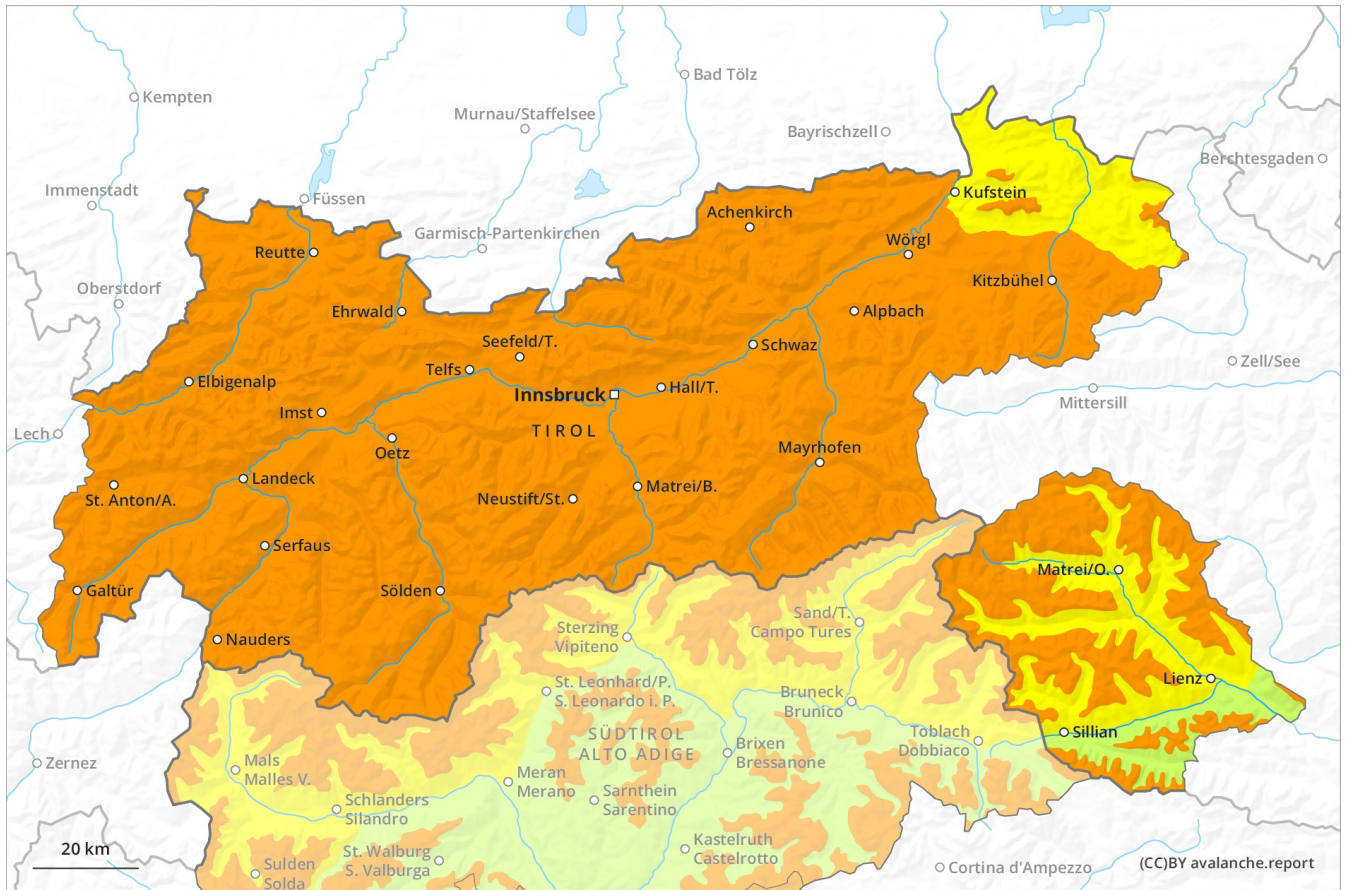 Bad Tölz
Kempten
Murnau/Staffelsee
Bayrischzell
Berchtesgaden
Immenstadt
Füssen
Kufstein
Achenkirch
Garmisch-Partenkirchen
Wörgl
Reutte
Kitzbühel
Oberstdorf
Ehrwald
Alpbach
Seefeld/T.
Schwaz
Zell/See
Telfs
Elbigenalp
Hall/T.
Innsbruck
Mittersill
Imst
TIROL
Lech
Oetz
Mayrhofen
Landeck
St. Anton/A.
Neustift/St.
Matrei/B.
Serfaus
Matrei/O.
Galtür
Sölden
Sand/T.
Campo Tures
Sterzing
Vipiteno
Nauders
Lienz
St. Leonhard/P.
S. Leonardo i. P.
Bruneck
Brunico
SÜDTIROL
ALTO ADIGE
Toblach
Dobbiaco
Sillian
Brixen
Bressanone
Zernez
Mals
Malles V.
Meran
Merano
Sarnthein
Sarentino
Schlanders
Silandro
Kastelruth
Castelrotto
20 km
St. Walburg
S. Valburga
Sulden
Solda
Cortina d'Ampezzo
(CC)BY avalanche.report